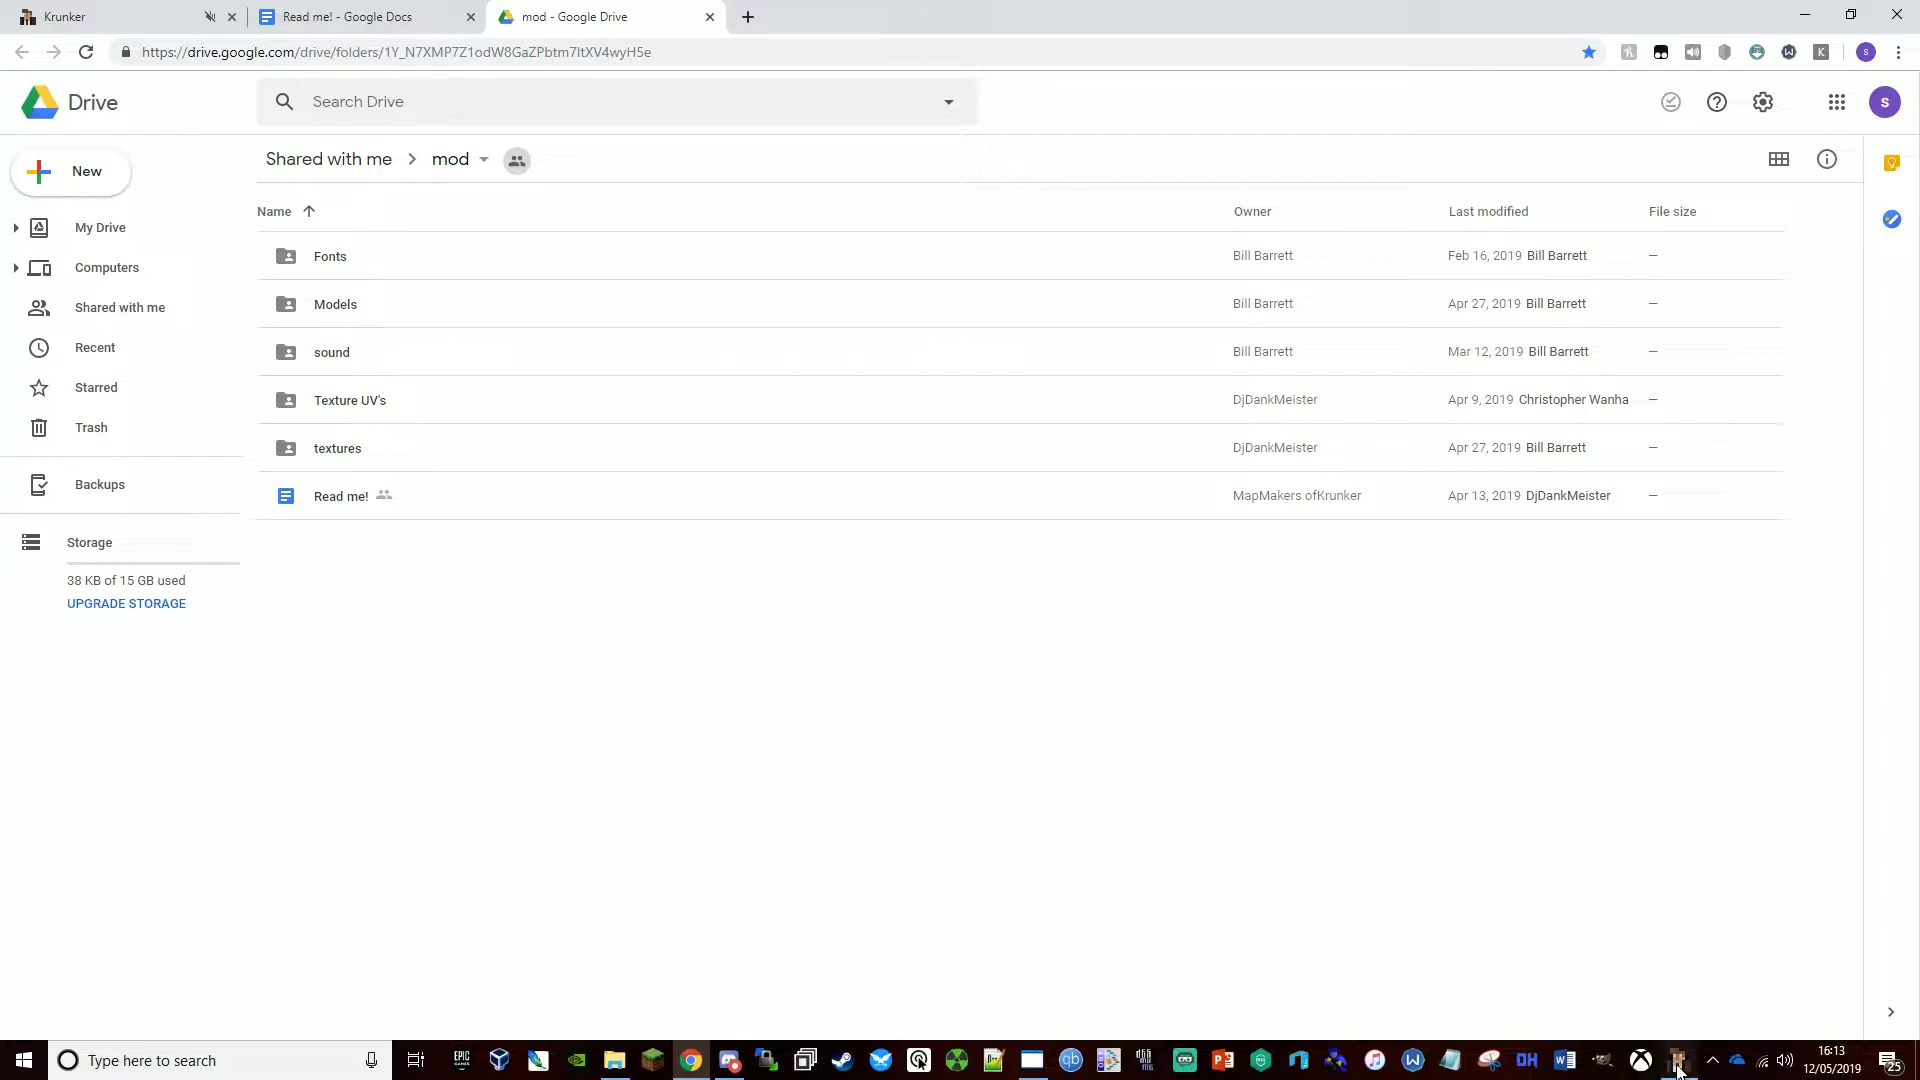 Krunker
Read me! - Google Docs
mod - Google Drive
https://drive.google.com/drive/folders/1Y_N7XMP7Z1odW8GaZPbtm7ltXV4wyH5e
K
S
Drive
Search Drive
S
New
Shared with me > mod
My Drive
Computers
Shared with me
Recent
Starred
Trash
Backups
Storage
38 KB of 15 GB used
UPGRADE STORAGE
Name Owner Last modified File size
Fonts Bill Barrett Feb 16, 2019 Bill Barrett –
Models Bill Barrett Apr 27, 2019 Bill Barrett –
sound Bill Barrett Mar 12, 2019 Bill Barrett –
Texture UV's DjDankMeister Apr 9, 2019 Christopher Wanha –
textures DjDankMeister Apr 27, 2019 Bill Barrett –
Read me! MapMakers ofKrunker Apr 13, 2019 DjDankMeister –
Type here to search
EPIC GAMES
qb
OH
16:13
12/05/2019
25